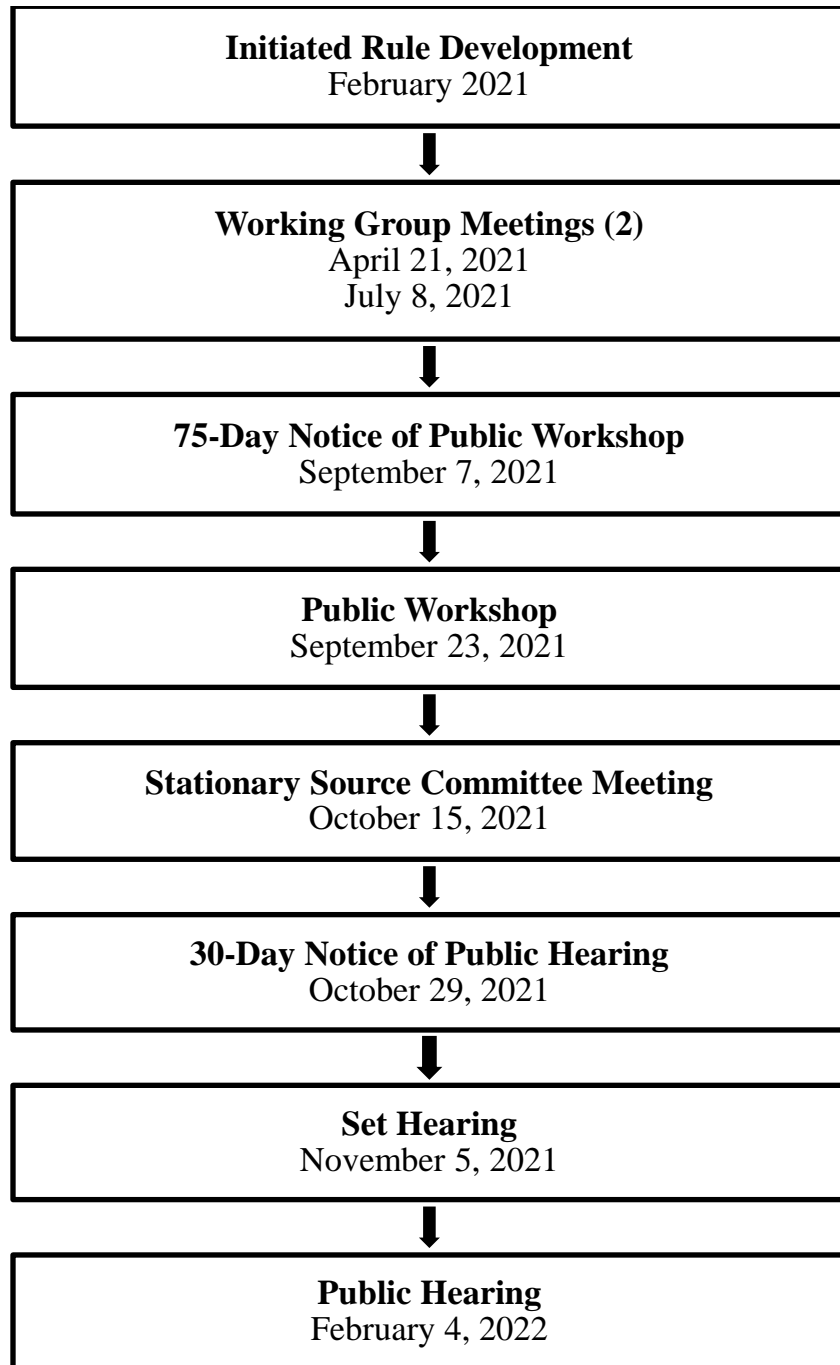 Initiated Rule Development
February 2021
Working Group Meetings (2)
April 21, 2021
July 8, 2021
75-Day Notice of Public Workshop
September 7, 2021
Public Workshop
September 23, 2021
Stationary Source Committee Meeting
October 15, 2021
30-Day Notice of Public Hearing
October 29, 2021
Set Hearing
November 5, 2021
Public Hearing
February 4, 2022